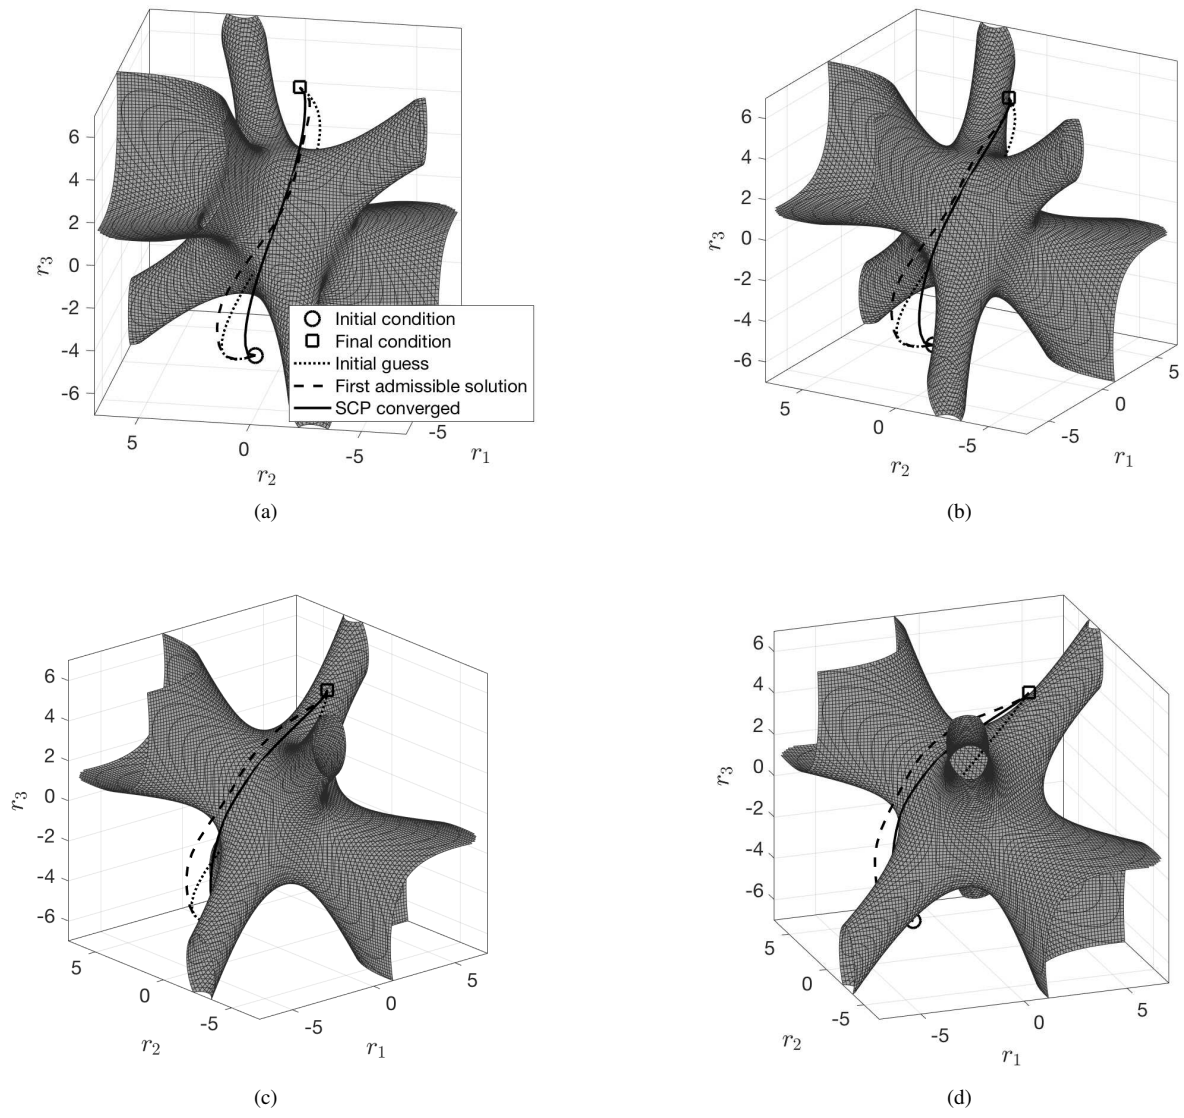 6
4
2
0
-2
-4
-6
r3
5
0
-5
r2
-5
r1
Initial condition
Final condition
Initial guess
First admissible solution
SCP converged
(a)
6
4
2
0
-2
-4
-6
r3
5
0
-5
r2
-5
0
5
r1
(b)
6
4
2
0
-2
-4
-6
r3
5
0
-5
r2
-5
0
5
r1
(c)
6
4
2
0
-2
-4
-6
r3
5
0
-5
r2
-5
0
5
r1
(d)